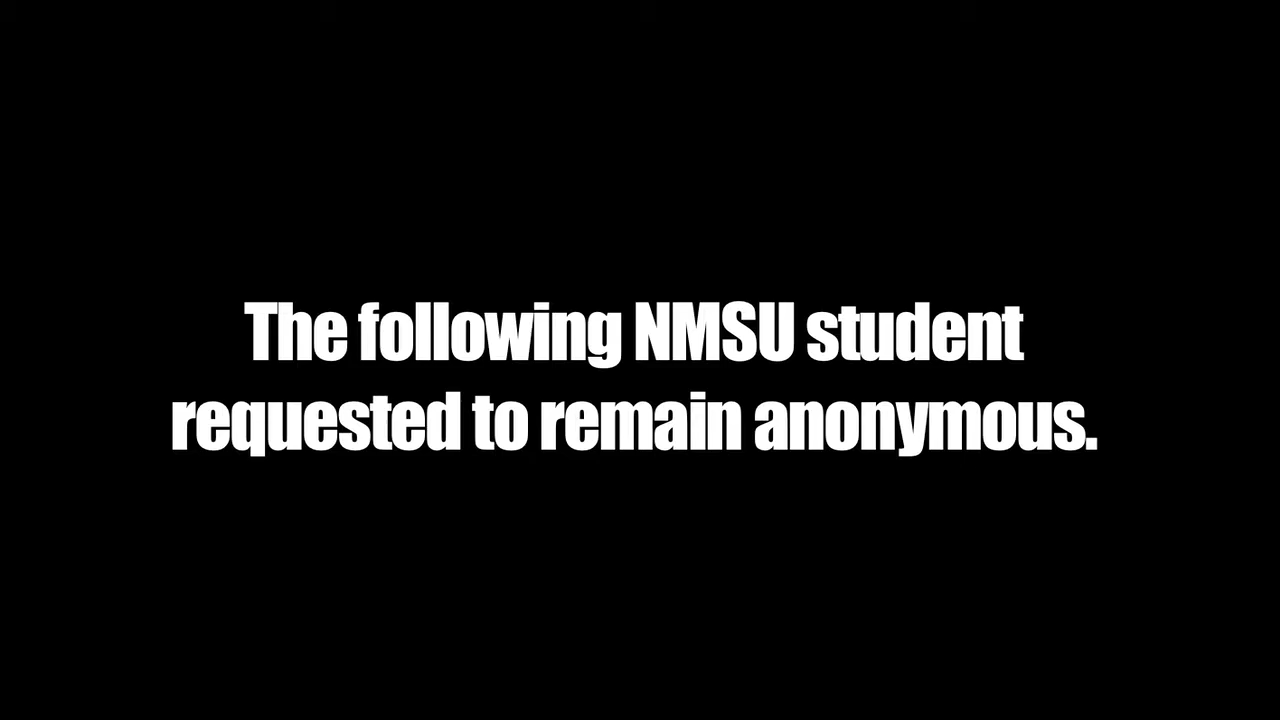 The following NMSU student
requested to remain anonymous.